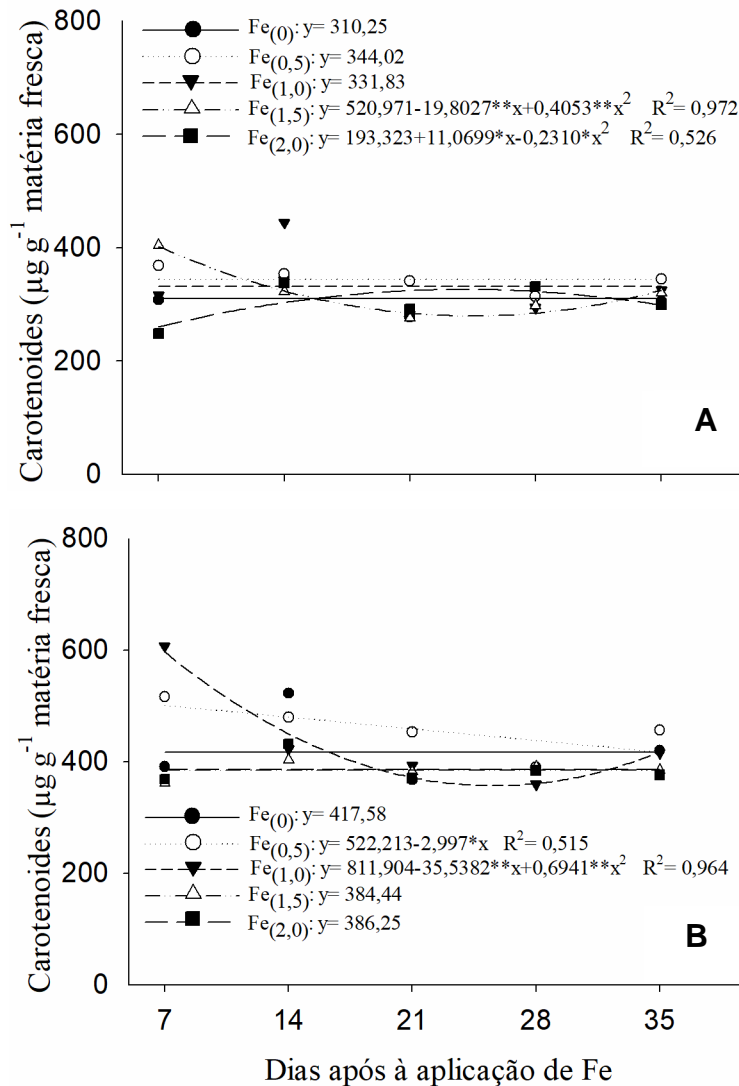 800
600
400
200
0
Carotenoides (µg g⁻¹ matéria fresca)
Fe(0): y= 310,25
Fe(0,5): y= 344,02
Fe(1,0): y= 331,83
Fe(1,5): y= 520,971-19,8027**x+0,4053**x² R²= 0,972
Fe(2,0): y= 193,323+11,0699*x-0,2310*x² R²= 0,526
A
800
600
400
200
0
Carotenoides (µg g⁻¹ matéria fresca)
Fe(0): y= 417,58
Fe(0,5): y= 522,213-2,997*x R²= 0,515
Fe(1,0): y= 811,904-35,5382**x+0,6941**x² R²= 0,964
Fe(1,5): y= 384,44
Fe(2,0): y= 386,25
B
7 14 21 28 35
Dias após à aplicação de Fe